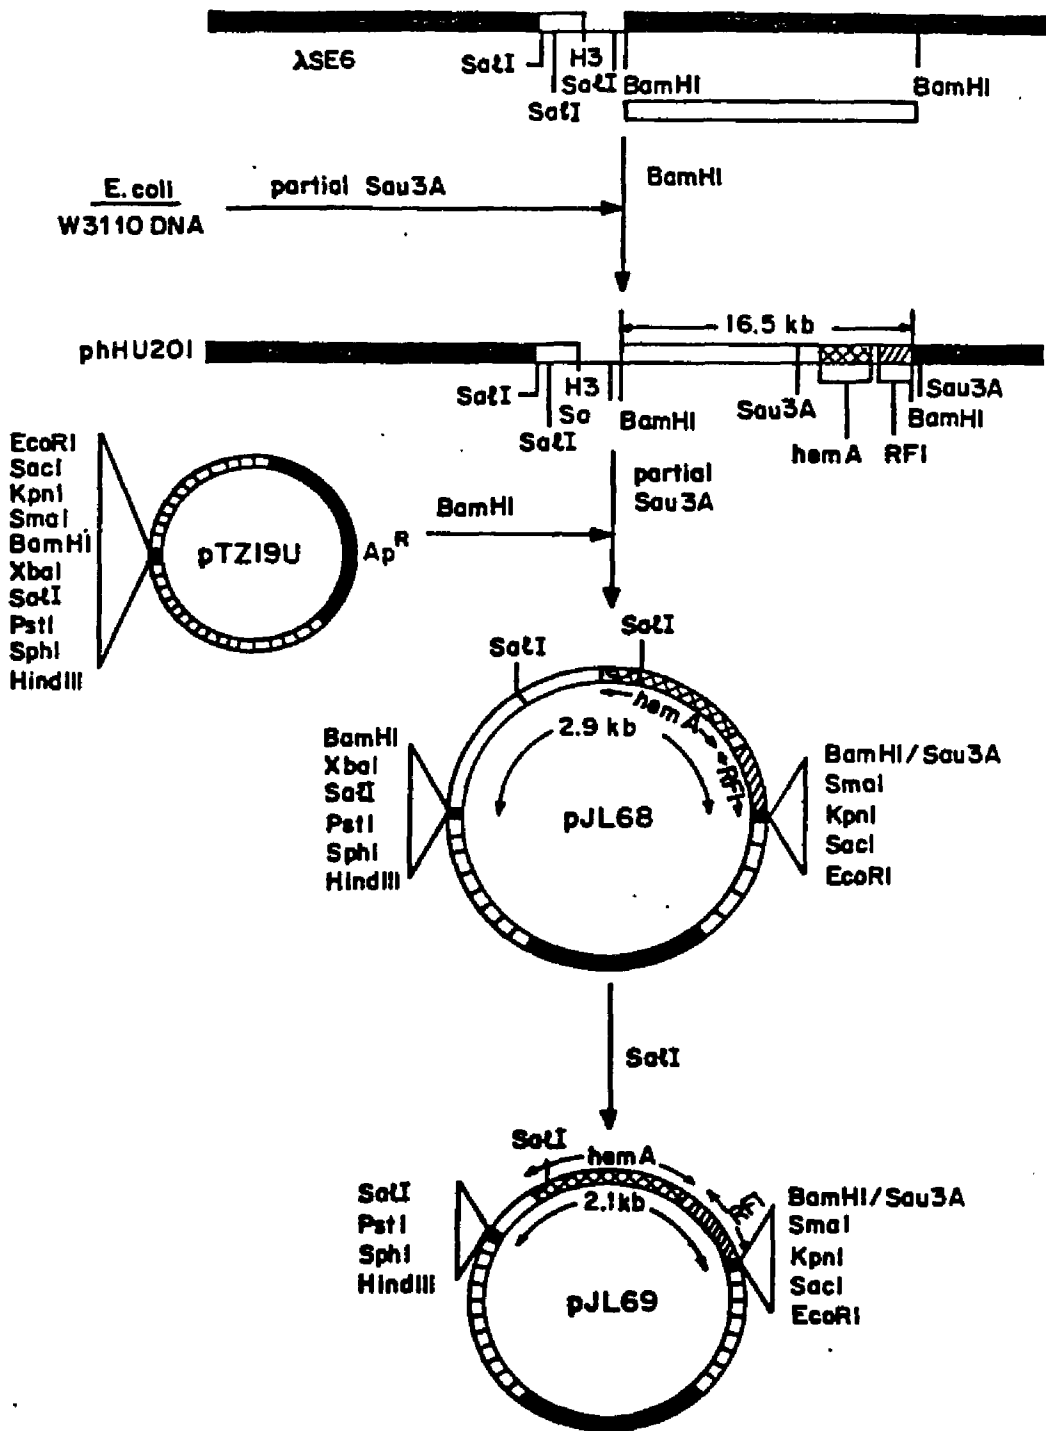 λSE6
SalI
H3
SalI
BamHI
BamHI
SalI
E.coli
W3110 DNA
partial Sau3A
BamHI
16.5 kb
phHU201
SalI
H3
Sa
SalI
BamHI
Sau3A
Sau3A
BamHI
hemA
RF1
partial
Sau3A
EcoRI
SacI
KpnI
SmaI
BamHI
XbaI
SalI
PstI
SphI
HindIII
pTZ19U
Ap^R
BamHI
SalI
SalI
hemA
RF1
2.9 kb
BamHI
XbaI
SalI
PstI
SphI
HindIII
pJL68
BamHI/Sau3A
SmaI
KpnI
SacI
EcoRI
SalI
SalI
hemA
RF1
2.1kb
SalI
PstI
SphI
HindIII
BamHI/Sau3A
SmaI
KpnI
SacI
EcoRI
pJL69